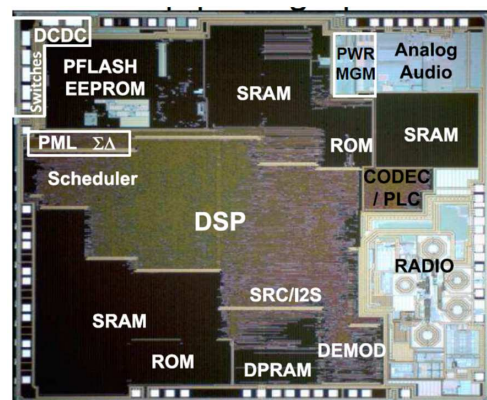 DCDC
Switches
PFLASH
EEPROM
SRAM
PWR
MGM
Analog
Audio
ROM
SRAM
PML ΣΔ
Scheduler
CODEC
/ PLC
DSP
RADIO
SRAM
SRC/I2S
ROM
DPRAM
DEMOD